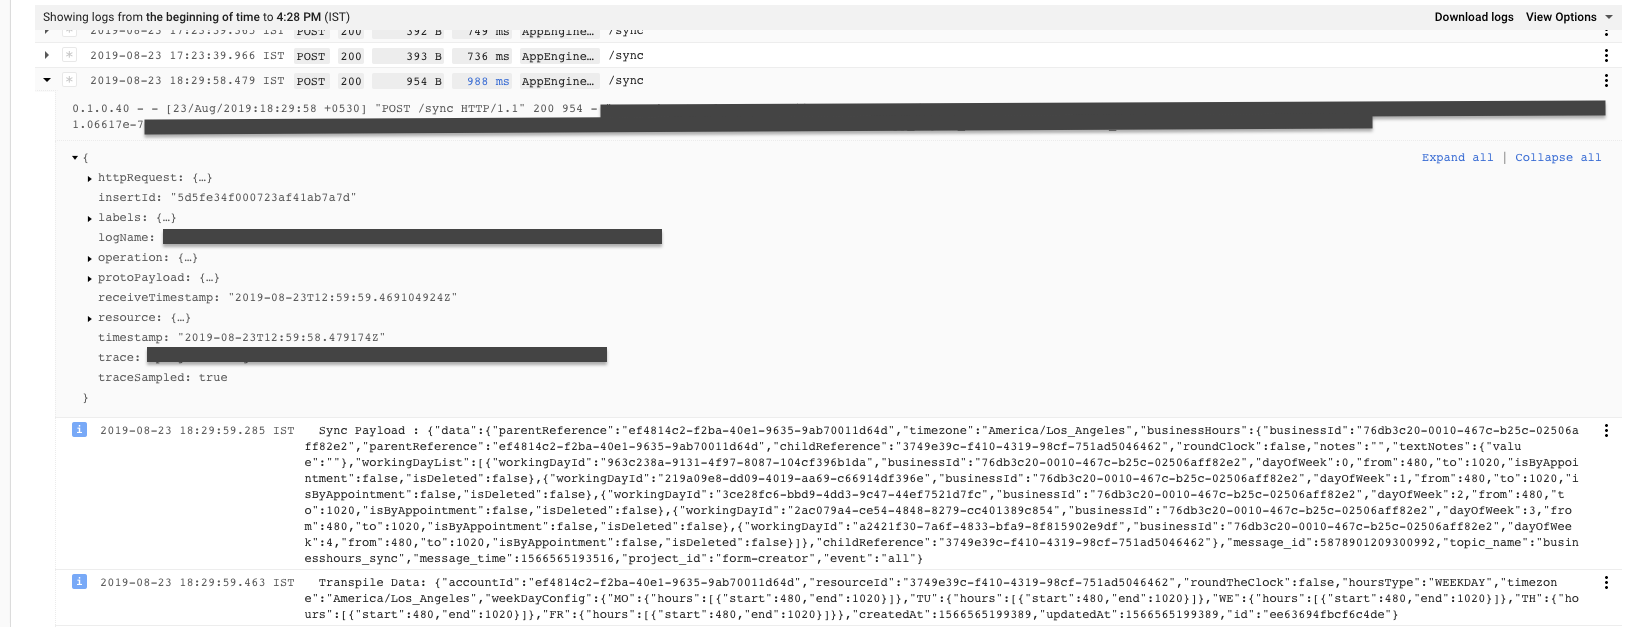 Showing logs from the beginning of time to 4:28 PM (IST) Download logs View Options
2019-08-23 17:23:39.365 IST POST 200 392 B 749 ms AppEngine… /sync
2019-08-23 17:23:39.966 IST POST 200 393 B 736 ms AppEngine… /sync
2019-08-23 18:29:58.479 IST POST 200 954 B 988 ms AppEngine… /sync
0.1.0.40 - - [23/Aug/2019:18:29:58 +0530] "POST /sync HTTP/1.1" 200 954 -
1.06617e-7
{ Expand all | Collapse all
httpRequest: {…}
insertId: "5d5fe34f000723af41ab7a7d"
labels: {…}
logName:
operation: {…}
protoPayload: {…}
receiveTimestamp: "2019-08-23T12:59:59.469104924Z"
resource: {…}
timestamp: "2019-08-23T12:59:58.479174Z"
trace:
traceSampled: true
}
i 2019-08-23 18:29:59.285 IST Sync Payload : {"data":{"parentReference":"ef4814c2-f2ba-40e1-9635-9ab70011d64d","timezone":"America/Los_Angeles","businessHours":{"businessId":"76db3c20-0010-467c-b25c-02506a
ff82e2","parentReference":"ef4814c2-f2ba-40e1-9635-9ab70011d64d","childReference":"3749e39c-f410-4319-98cf-751ad5046462","roundClock":false,"notes":"","textNotes":{"valu
e":""},"workingDayList":[{"workingDayId":"963c238a-9131-4f97-8087-104cf396b1da","businessId":"76db3c20-0010-467c-b25c-02506aff82e2","dayOfWeek":0,"from":480,"to":1020,"isByAppoi
ntment":false,"isDeleted":false},{"workingDayId":"219a09e8-dd09-4019-aa69-c66914df396e","businessId":"76db3c20-0010-467c-b25c-02506aff82e2","dayOfWeek":1,"from":480,"to":1020,"i
sByAppointment":false,"isDeleted":false},{"workingDayId":"3ce28fc6-bbd9-4dd3-9c47-44ef7521d7fc","businessId":"76db3c20-0010-467c-b25c-02506aff82e2","dayOfWeek":2,"from":480,"t
o":1020,"isByAppointment":false,"isDeleted":false},{"workingDayId":"2ac079a4-ce54-4848-8279-cc401389c854","businessId":"76db3c20-0010-467c-b25c-02506aff82e2","dayOfWeek":3,"fro
m":480,"to":1020,"isByAppointment":false,"isDeleted":false},{"workingDayId":"a2421f30-7a6f-4833-bfa9-8f815902e9df","businessId":"76db3c20-0010-467c-b25c-02506aff82e2","dayOfWee
k":4,"from":480,"to":1020,"isByAppointment":false,"isDeleted":false}]},"childReference":"3749e39c-f410-4319-98cf-751ad5046462"},"message_id":5878901209300992,"topic_name":"busin
esshours_sync","message_time":1566565193516,"project_id":"form-creator","event":"all"}
i 2019-08-23 18:29:59.463 IST Transpile Data: {"accountId":"ef4814c2-f2ba-40e1-9635-9ab70011d64d","resourceId":"3749e39c-f410-4319-98cf-751ad5046462","roundTheClock":false,"hoursType":"WEEKDAY","timezo
ne":"America/Los_Angeles","weekDayConfig":{"MO":{"hours":[{"start":480,"end":1020}]},"TU":{"hours":[{"start":480,"end":1020}]},"WE":{"hours":[{"start":480,"end":1020}]},"TH":{"ho
urs":[{"start":480,"end":1020}]},"FR":{"hours":[{"start":480,"end":1020}]}},"createdAt":1566565199389,"updatedAt":1566565199389,"id":"ee63694fbcf6c4de"}